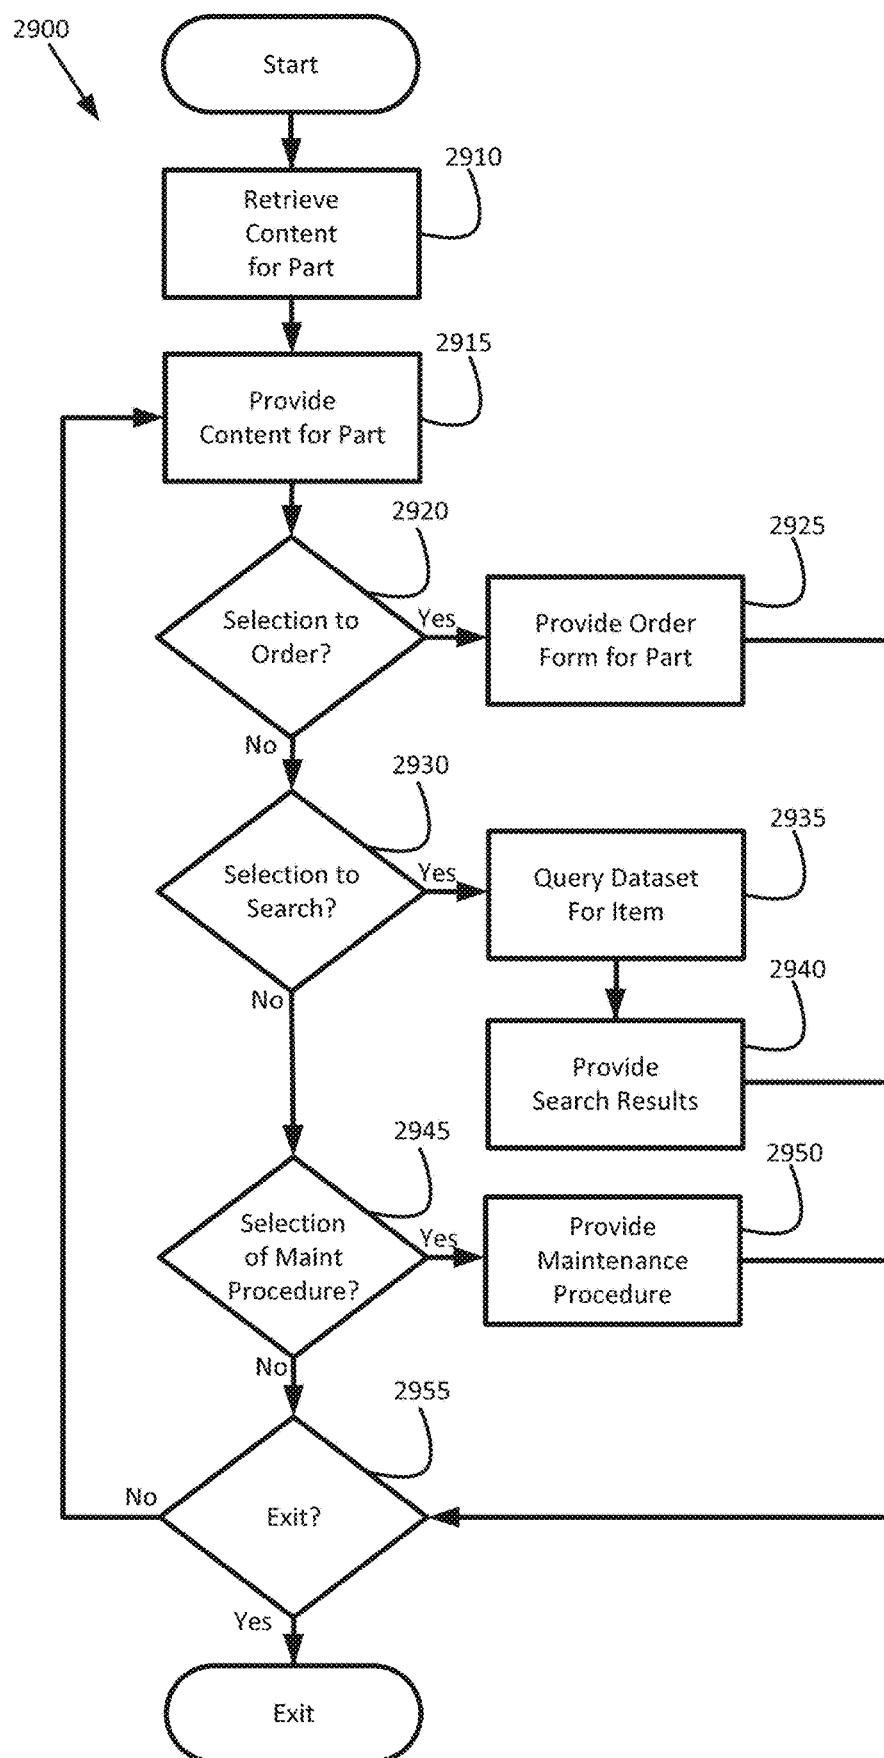 2900
Start
2910
Retrieve
Content
for Part
2915
Provide
Content for Part
2920
Selection to
Order?
Yes
2925
Provide Order
Form for Part
No
2930
Selection to
Search?
Yes
2935
Query Dataset
For Item
No
2940
Provide
Search Results
2945
Selection
of Maint
Procedure?
Yes
2950
Provide
Maintenance
Procedure
No
2955
Exit?
No
Yes
Exit